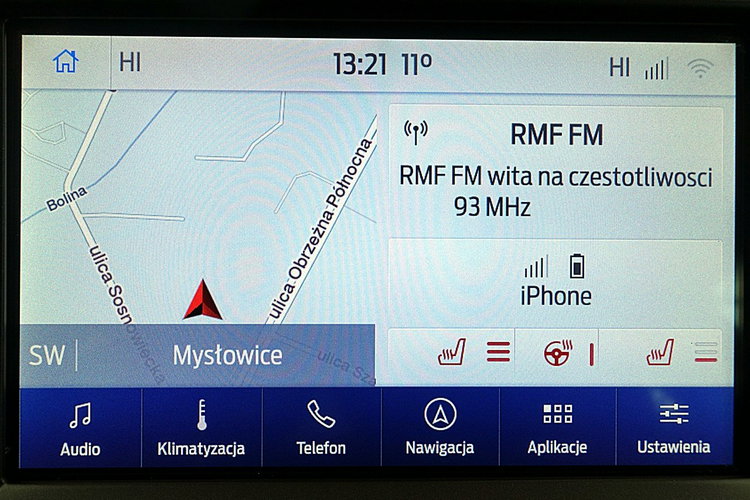 HI
13:21 11°
HI
RMF FM
RMF FM wita na czestotliwosci
93 MHz
iPhone
Bolina
ulica Sosnowiecka
ulica Obrzeżna Północna
ulica Sza
SW
Mysłowice
Audio
Klimatyzacja
Telefon
Nawigacja
Aplikacje
Ustawienia